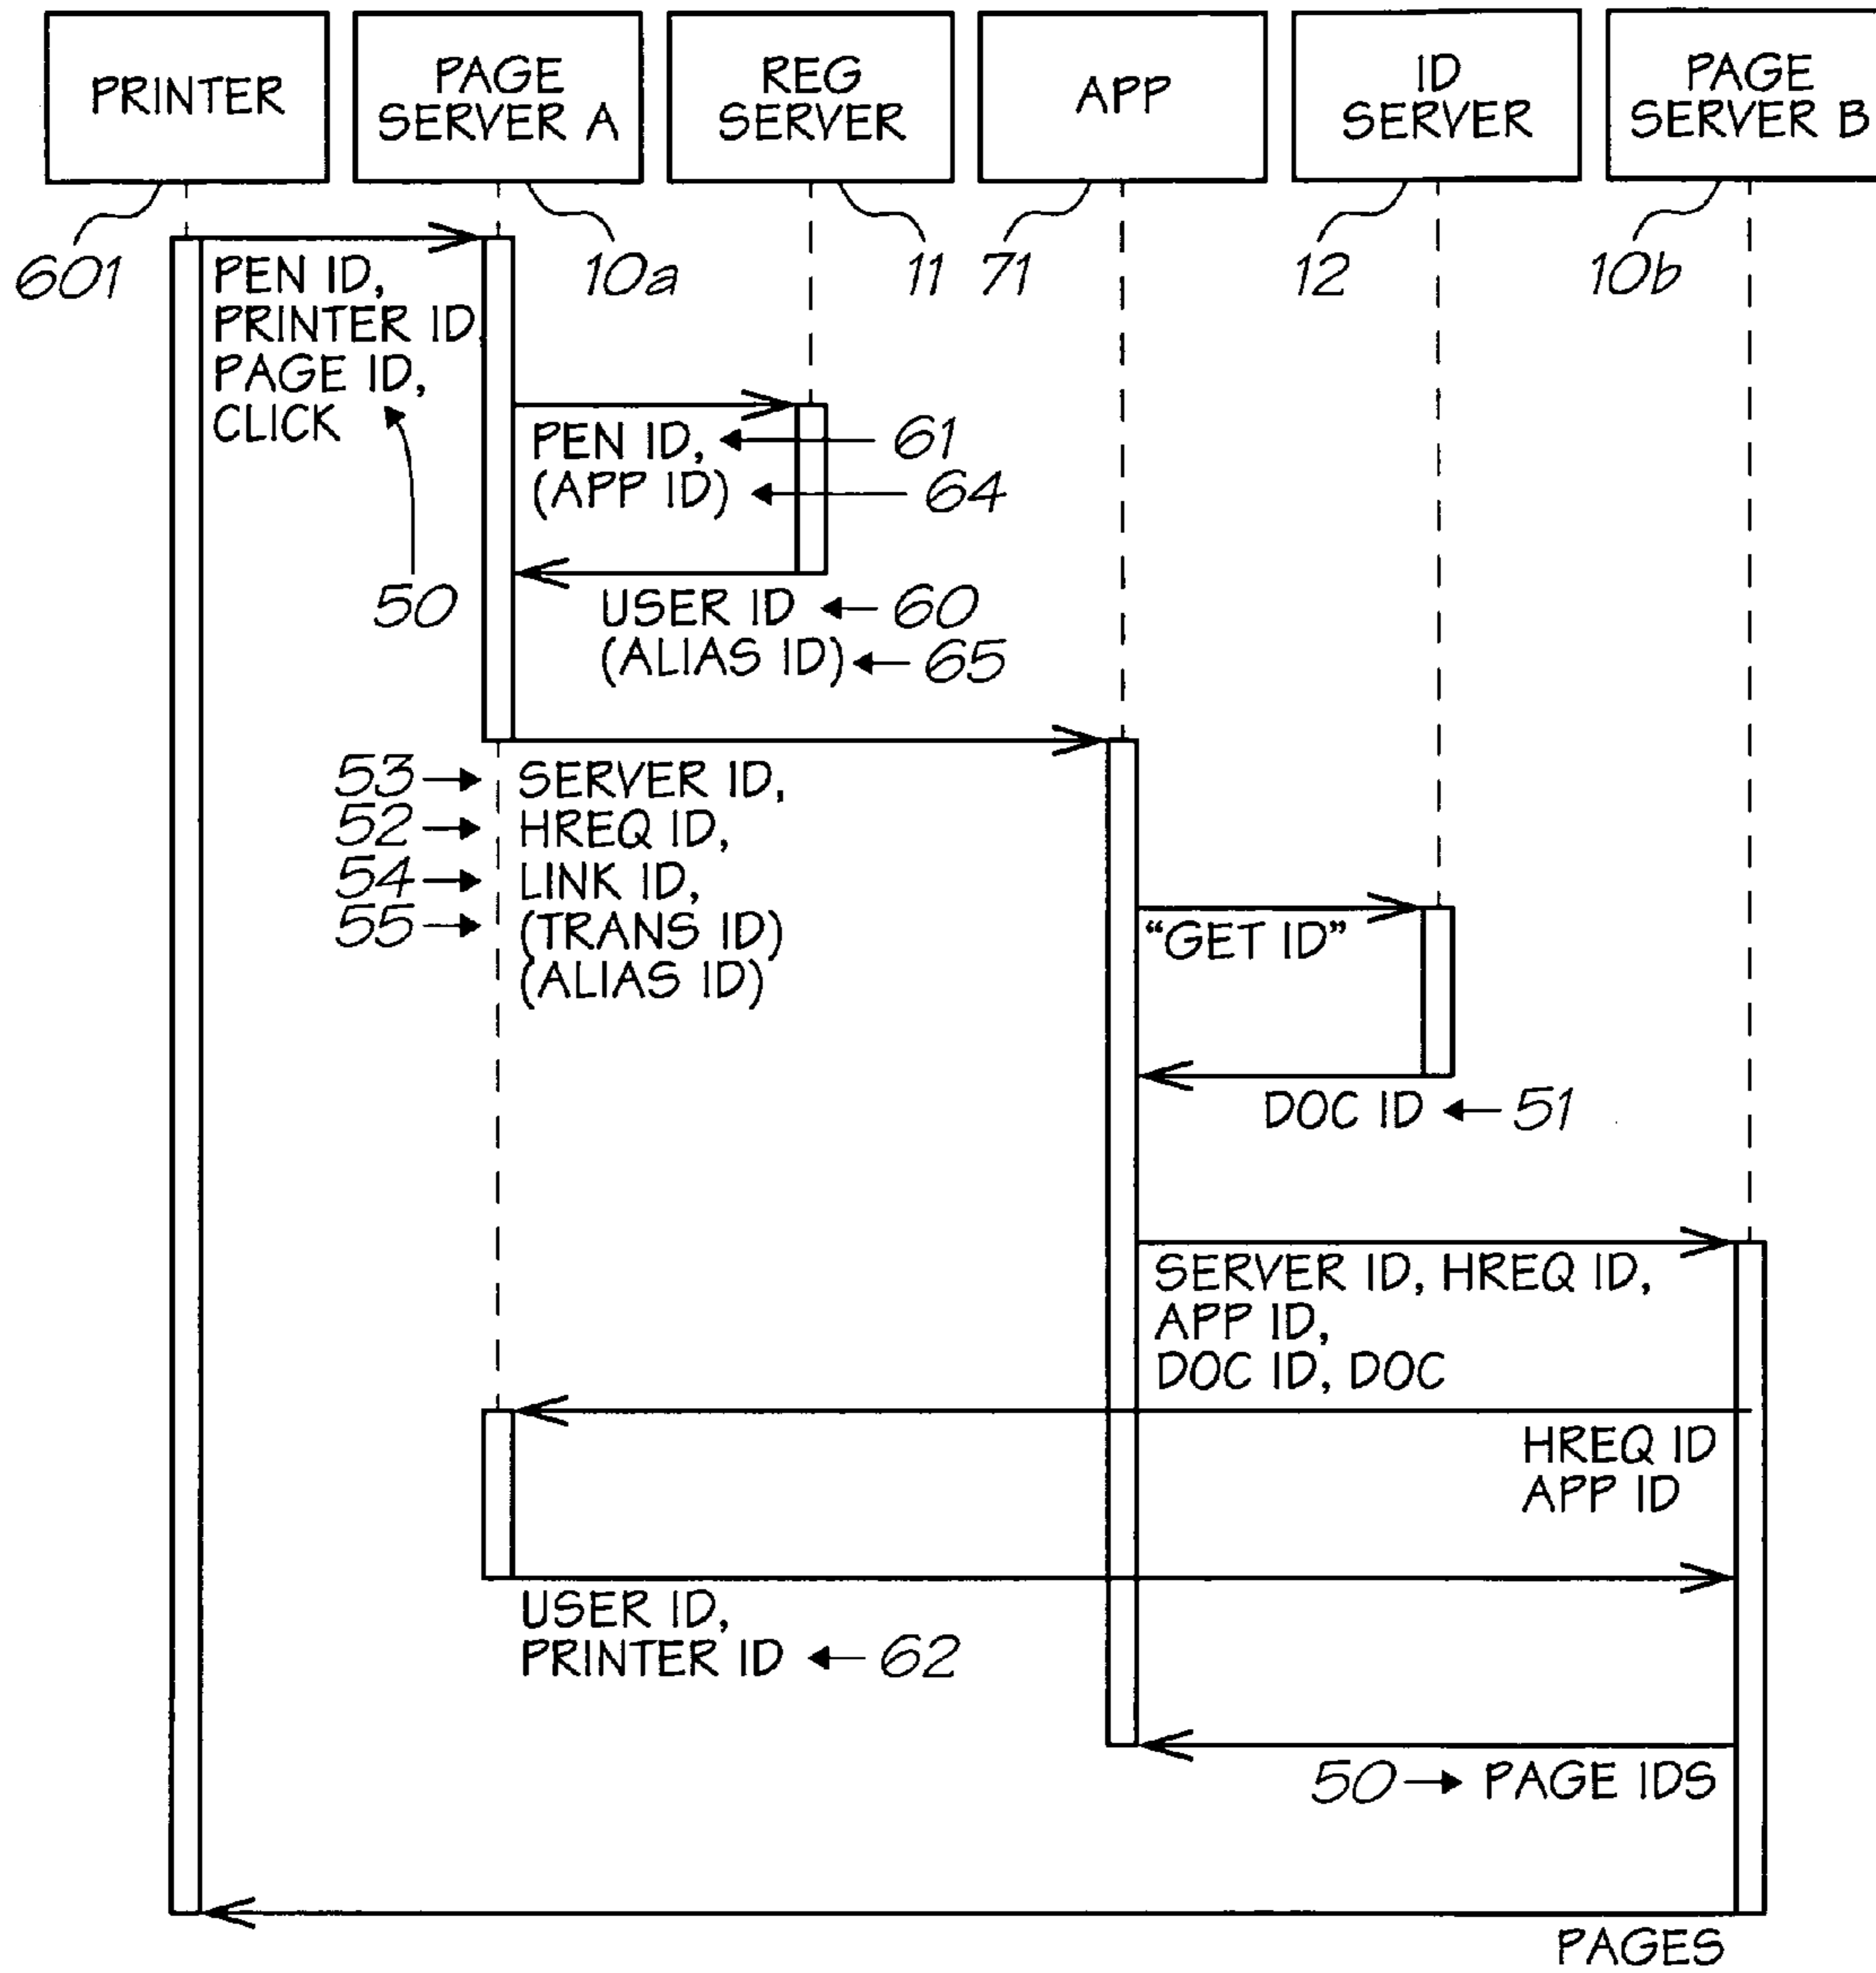 PRINTER
PAGE
SERVER A
REG
SERVER
APP
ID
SERVER
PAGE
SERVER B
601
10a
11
71
12
10b
PEN ID,
PRINTER ID
PAGE ID,
CLICK
50
PEN ID,
61
(APP ID)
64
USER ID
60
(ALIAS ID)
65
53
SERVER ID,
52
HREQ ID,
54
LINK ID,
55
(TRANS ID)
(ALIAS ID)
“GET ID”
DOC ID
51
SERVER ID, HREQ ID,
APP ID,
DOC ID, DOC
HREQ ID
APP ID
USER ID,
PRINTER ID
62
50
PAGE IDS
PAGES